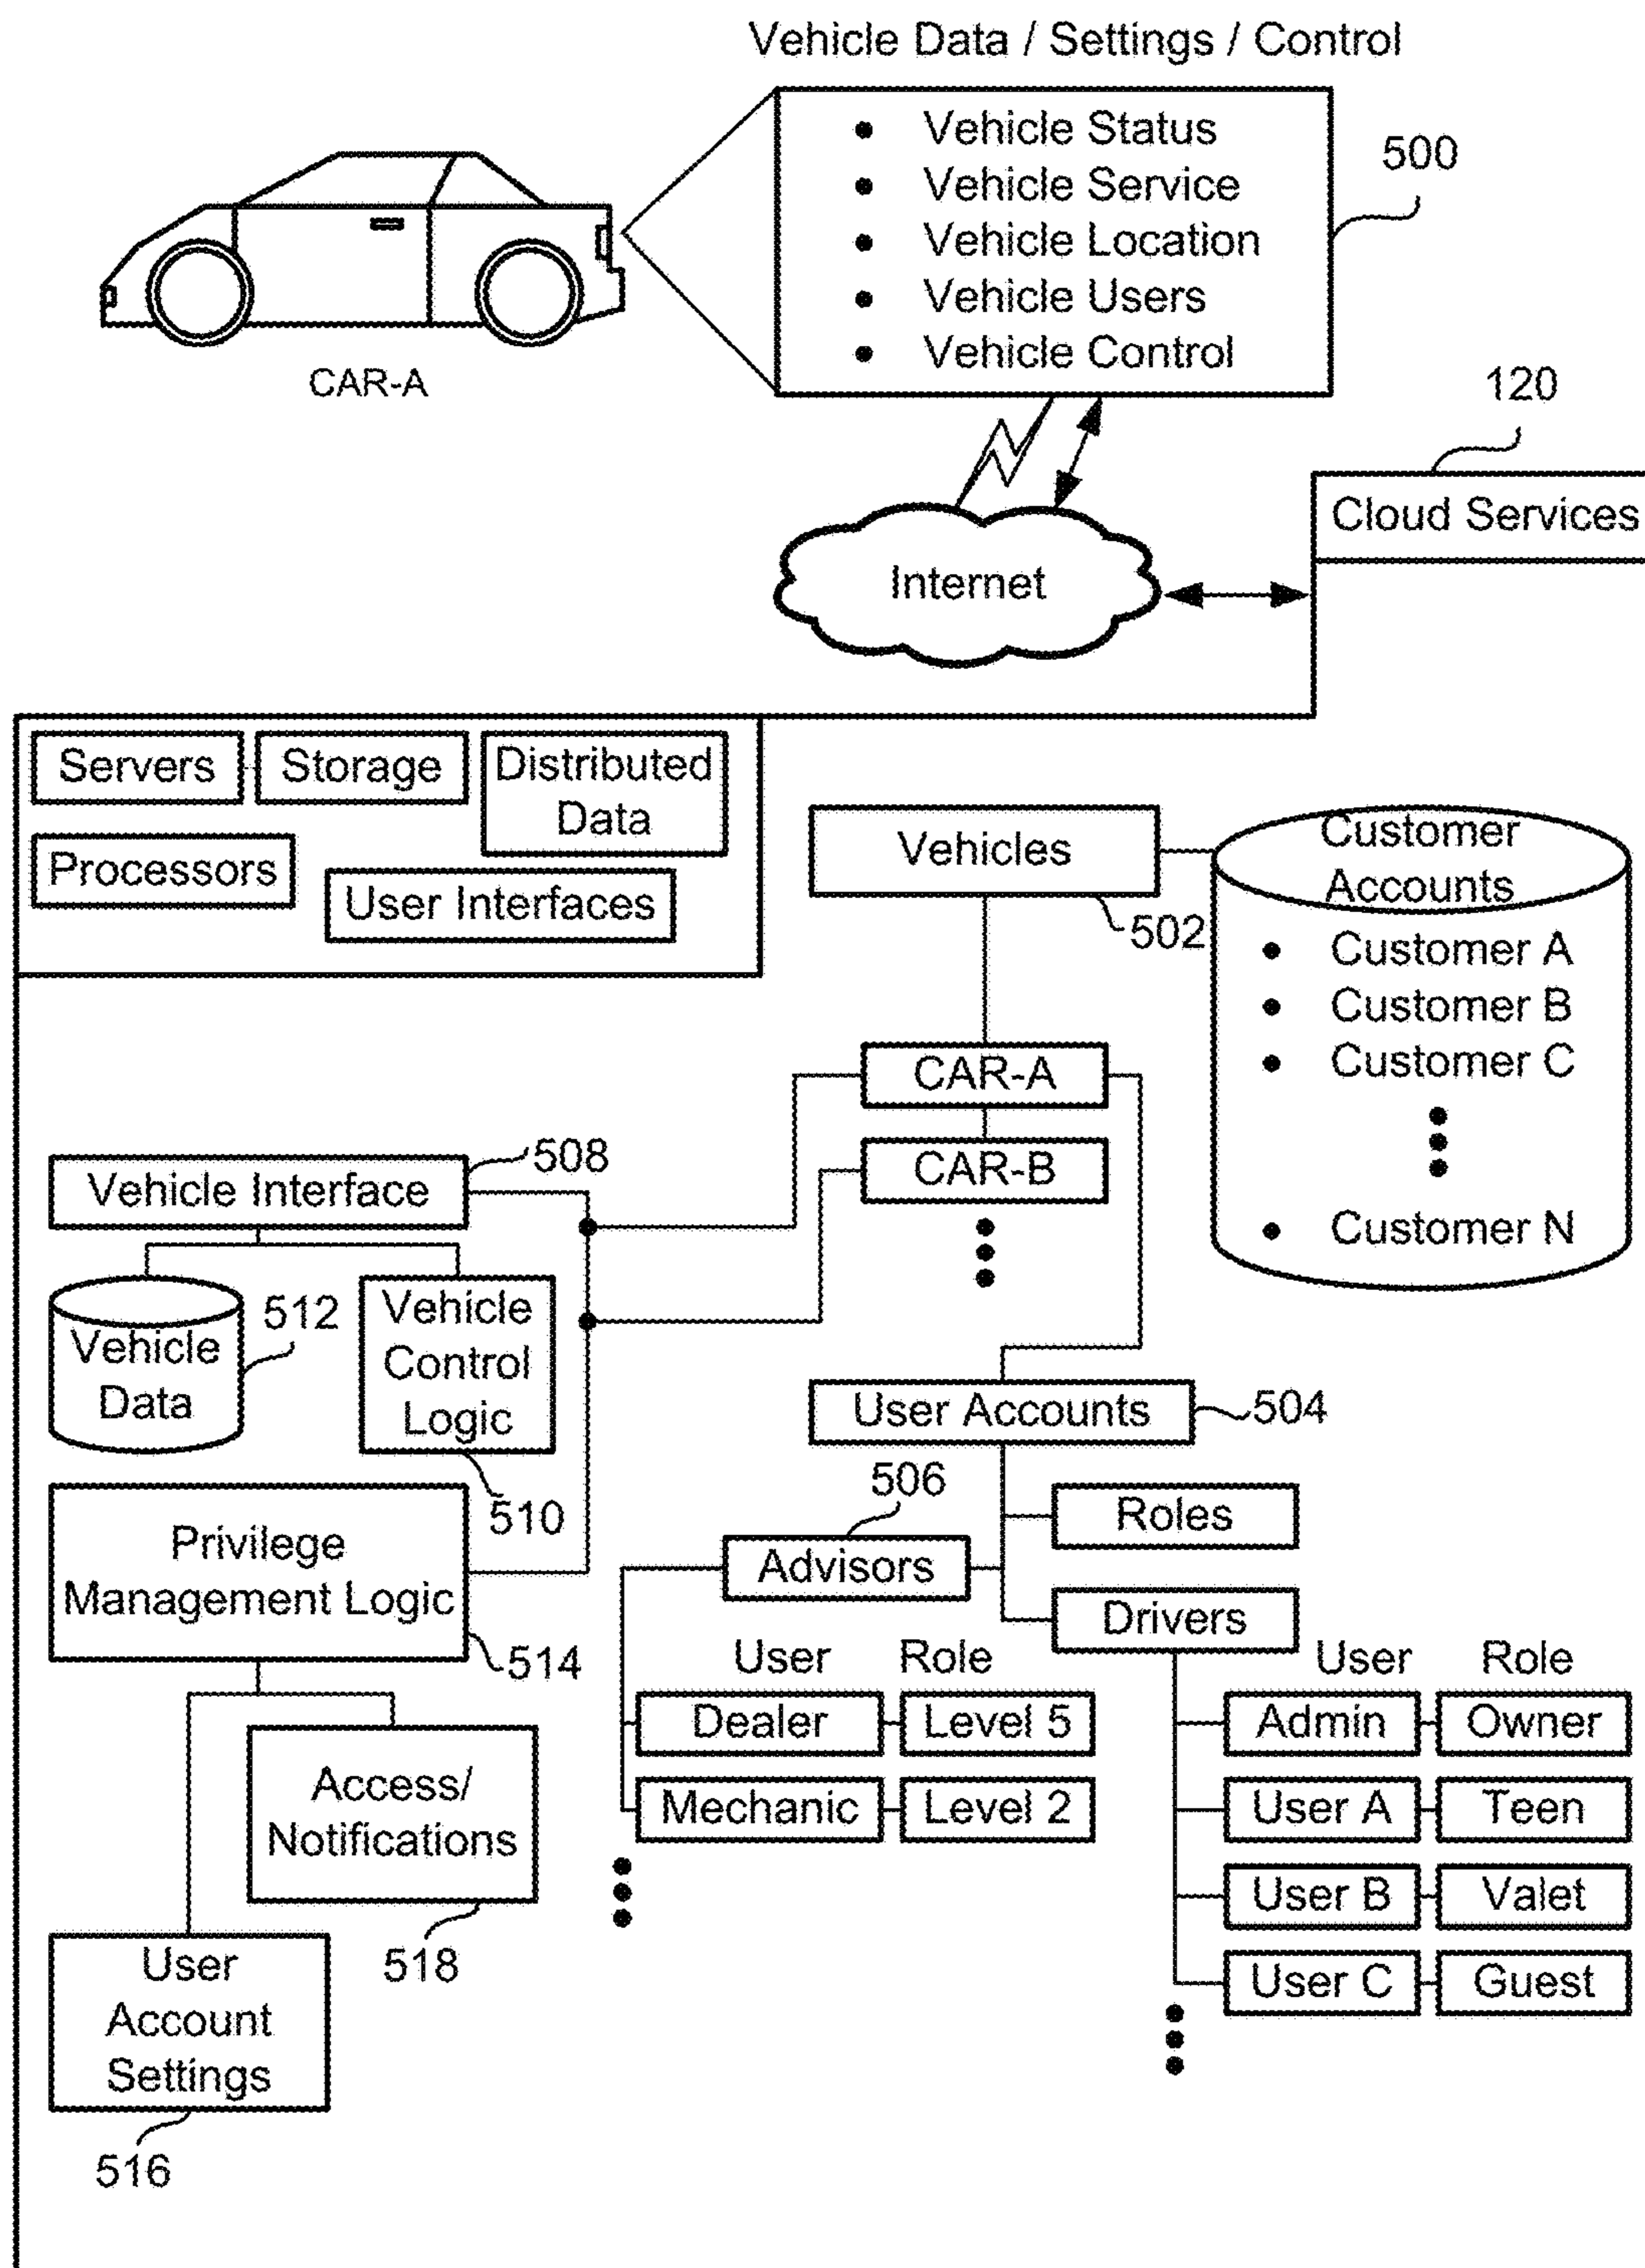 Vehicle Data / Settings / Control
• Vehicle Status
• Vehicle Service
• Vehicle Location
• Vehicle Users
• Vehicle Control
500
CAR-A
120
Cloud Services
Internet
Servers
Storage
Distributed
Data
Processors
User Interfaces
Vehicles
502
Customer
Accounts
• Customer A
• Customer B
• Customer C
• Customer N
CAR-A
CAR-B
Vehicle Interface
508
Vehicle
Data
512
Vehicle
Control
Logic
510
User Accounts
504
506
Advisors
Roles
Drivers
Privilege
Management Logic
514
User Role
Dealer Level 5
Mechanic Level 2
User Role
Admin Owner
User A Teen
User B Valet
User C Guest
Access/
Notifications
518
User
Account
Settings
516